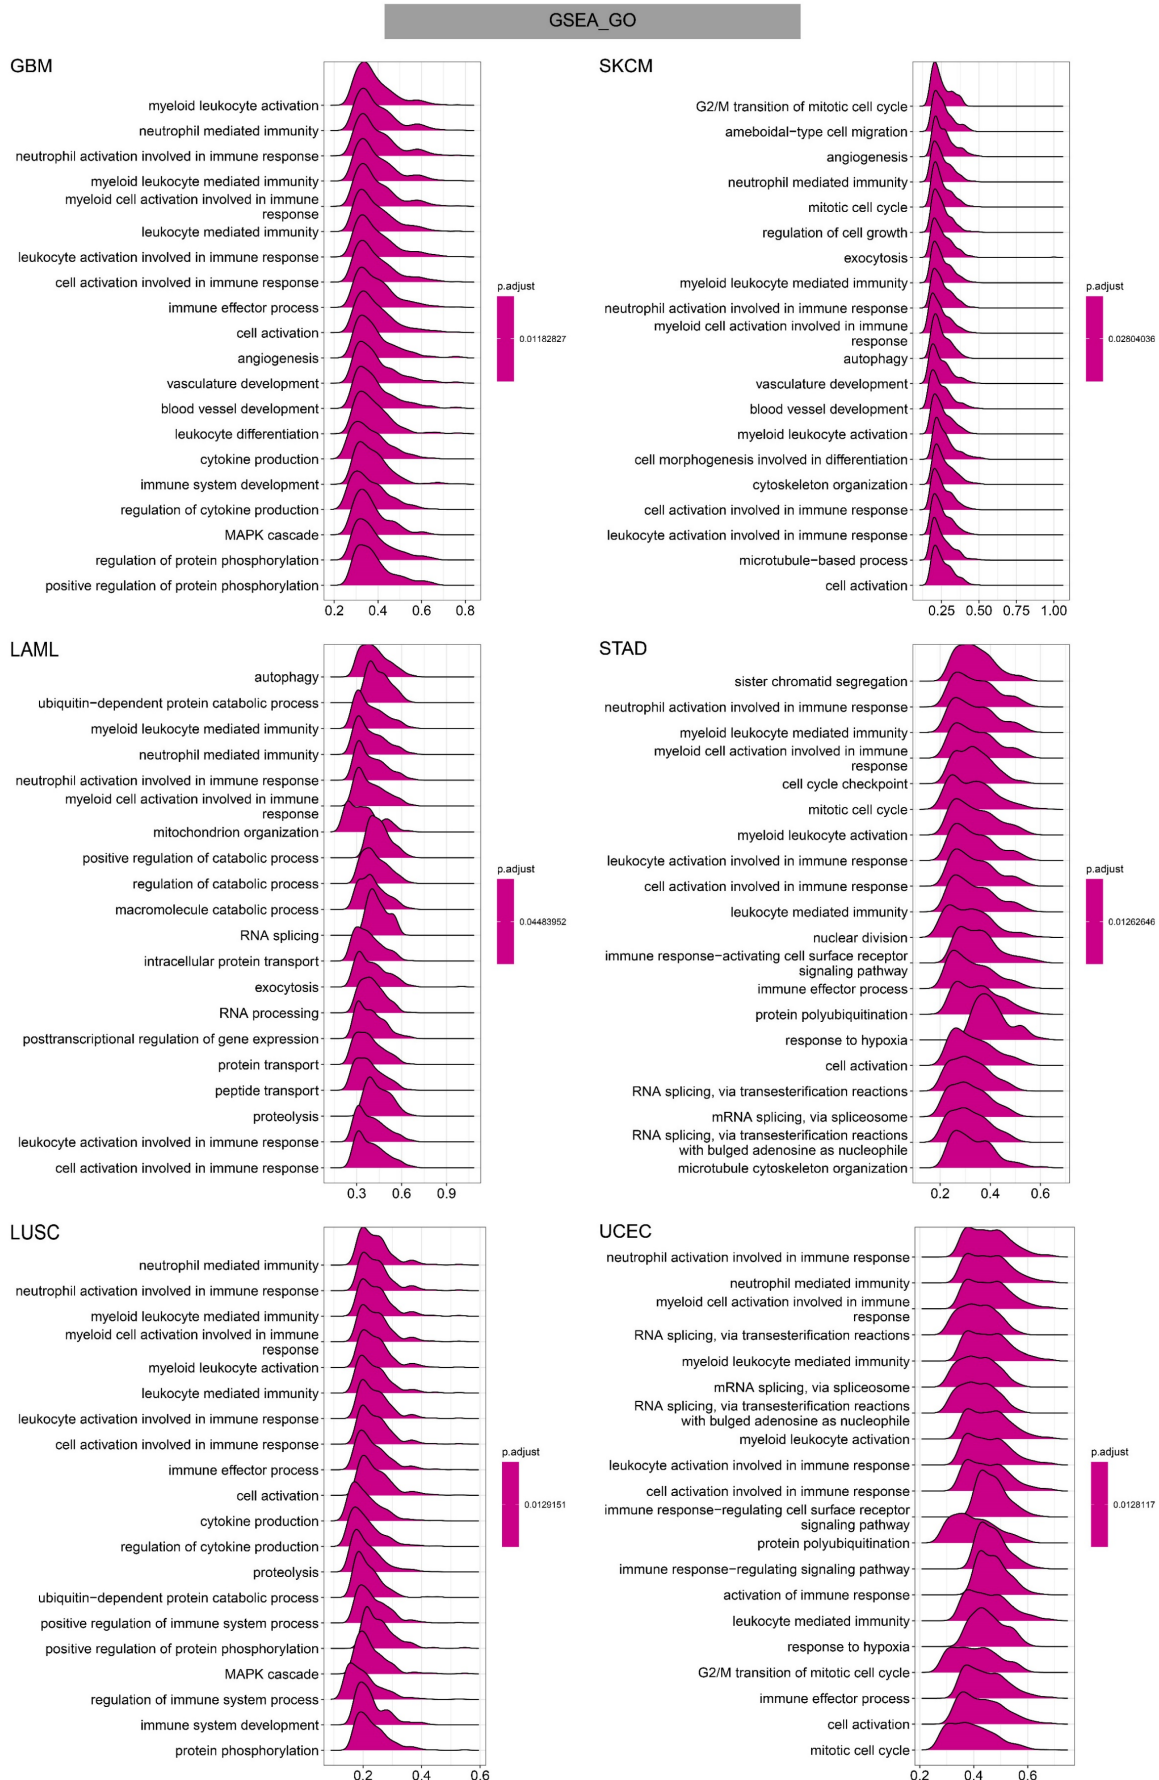 GSEA_GO
GBM
myeloid leukocyte activation
neutrophil mediated immunity
neutrophil activation involved in immune response
myeloid leukocyte mediated immunity
myeloid cell activation involved in immune
response
leukocyte mediated immunity
leukocyte activation involved in immune response
cell activation involved in immune response
immune effector process
cell activation
angiogenesis
vasculature development
blood vessel development
leukocyte differentiation
cytokine production
immune system development
regulation of cytokine production
MAPK cascade
regulation of protein phosphorylation
positive regulation of protein phosphorylation
0.2 0.4 0.6 0.8
p.adjust
0.01182827
SKCM
G2/M transition of mitotic cell cycle
ameboidal−type cell migration
angiogenesis
neutrophil mediated immunity
mitotic cell cycle
regulation of cell growth
exocytosis
myeloid leukocyte mediated immunity
neutrophil activation involved in immune response
myeloid cell activation involved in immune
response
autophagy
vasculature development
blood vessel development
myeloid leukocyte activation
cell morphogenesis involved in differentiation
cytoskeleton organization
cell activation involved in immune response
leukocyte activation involved in immune response
microtubule−based process
cell activation
0.25 0.50 0.75 1.00
p.adjust
0.02804036
LAML
autophagy
ubiquitin−dependent protein catabolic process
myeloid leukocyte mediated immunity
neutrophil mediated immunity
neutrophil activation involved in immune response
myeloid cell activation involved in immune
response
mitochondrion organization
positive regulation of catabolic process
regulation of catabolic process
macromolecule catabolic process
RNA splicing
intracellular protein transport
exocytosis
RNA processing
posttranscriptional regulation of gene expression
protein transport
peptide transport
proteolysis
leukocyte activation involved in immune response
cell activation involved in immune response
0.3 0.6 0.9
p.adjust
0.04483952
STAD
sister chromatid segregation
neutrophil activation involved in immune response
myeloid leukocyte mediated immunity
myeloid cell activation involved in immune
response
cell cycle checkpoint
mitotic cell cycle
myeloid leukocyte activation
leukocyte activation involved in immune response
cell activation involved in immune response
leukocyte mediated immunity
nuclear division
immune response−activating cell surface receptor
signaling pathway
immune effector process
protein polyubiquitination
response to hypoxia
cell activation
RNA splicing, via transesterification reactions
mRNA splicing, via spliceosome
RNA splicing, via transesterification reactions
with bulged adenosine as nucleophile
microtubule cytoskeleton organization
0.2 0.4 0.6
p.adjust
0.01262646
LUSC
neutrophil mediated immunity
neutrophil activation involved in immune response
myeloid leukocyte mediated immunity
myeloid cell activation involved in immune
response
myeloid leukocyte activation
leukocyte mediated immunity
leukocyte activation involved in immune response
cell activation involved in immune response
immune effector process
cell activation
cytokine production
regulation of cytokine production
proteolysis
ubiquitin−dependent protein catabolic process
positive regulation of immune system process
positive regulation of protein phosphorylation
MAPK cascade
regulation of immune system process
immune system development
protein phosphorylation
0.2 0.4 0.6
p.adjust
0.0129151
UCEC
neutrophil activation involved in immune response
neutrophil mediated immunity
myeloid cell activation involved in immune
response
RNA splicing, via transesterification reactions
myeloid leukocyte mediated immunity
mRNA splicing, via spliceosome
RNA splicing, via transesterification reactions
with bulged adenosine as nucleophile
myeloid leukocyte activation
leukocyte activation involved in immune response
cell activation involved in immune response
immune response−regulating cell surface receptor
signaling pathway
protein polyubiquitination
immune response−regulating signaling pathway
activation of immune response
leukocyte mediated immunity
response to hypoxia
G2/M transition of mitotic cell cycle
immune effector process
cell activation
mitotic cell cycle
0.2 0.4 0.6
p.adjust
0.0128117